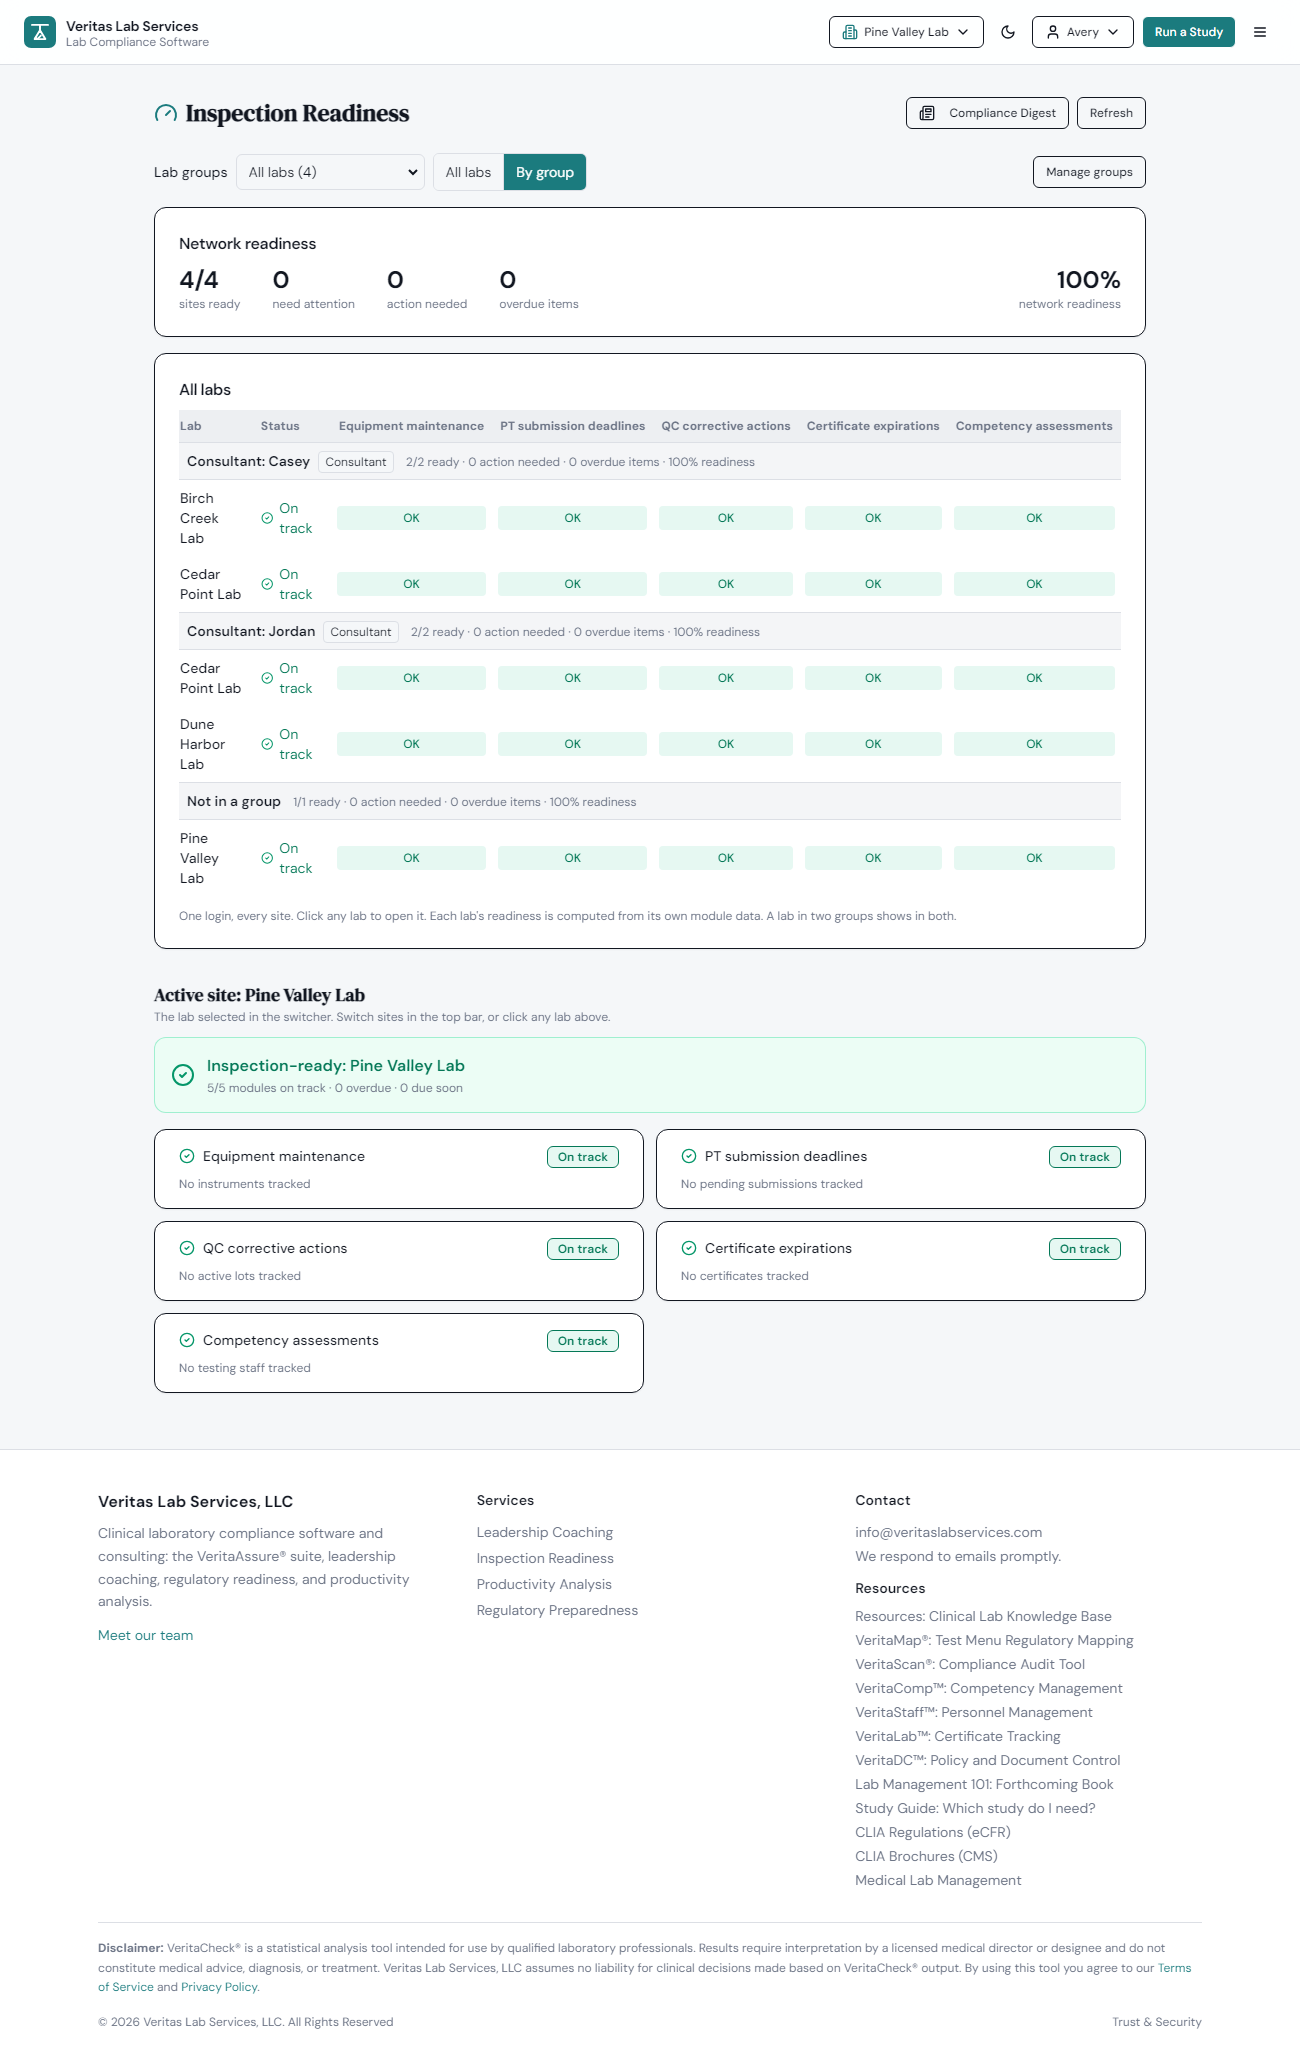 Veritas Lab Services
Lab Compliance Software
Pine Valley Lab
Avery
Run a Study
Inspection Readiness
Compliance Digest
Refresh
Lab groups
All labs (4)
All labs
By group
Manage groups
Network readiness
4/4
0
0
0
100%
sites ready
need attention
action needed
overdue items
network readiness
All labs
Lab Status Equipment maintenance PT submission deadlines QC corrective actions Certificate expirations Competency assessments
Consultant: Casey Consultant 2/2 ready · 0 action needed · 0 overdue items · 100% readiness
Birch
Creek
Lab
On
track
OK OK OK OK OK
Cedar
Point Lab
On
track
OK OK OK OK OK
Consultant: Jordan Consultant 2/2 ready · 0 action needed · 0 overdue items · 100% readiness
Cedar
Point Lab
On
track
OK OK OK OK OK
Dune
Harbor
Lab
On
track
OK OK OK OK OK
Not in a group 1/1 ready · 0 action needed · 0 overdue items · 100% readiness
Pine
Valley
Lab
On
track
OK OK OK OK OK
One login, every site. Click any lab to open it. Each lab's readiness is computed from its own module data. A lab in two groups shows in both.
Active site: Pine Valley Lab
The lab selected in the switcher. Switch sites in the top bar, or click any lab above.
Inspection-ready: Pine Valley Lab
5/5 modules on track · 0 overdue · 0 due soon
Equipment maintenance
On track
No instruments tracked
PT submission deadlines
On track
No pending submissions tracked
QC corrective actions
On track
No active lots tracked
Certificate expirations
On track
No certificates tracked
Competency assessments
On track
No testing staff tracked
Veritas Lab Services, LLC
Clinical laboratory compliance software and
consulting: the VeritaAssure® suite, leadership
coaching, regulatory readiness, and productivity
analysis.
Meet our team
Services
Leadership Coaching
Inspection Readiness
Productivity Analysis
Regulatory Preparedness
Contact
info@veritaslabservices.com
We respond to emails promptly.
Resources
Resources: Clinical Lab Knowledge Base
VeritaMap®: Test Menu Regulatory Mapping
VeritaScan®: Compliance Audit Tool
VeritaComp™: Competency Management
VeritaStaff™: Personnel Management
VeritaLab™: Certificate Tracking
VeritaDC™: Policy and Document Control
Lab Management 101: Forthcoming Book
Study Guide: Which study do I need?
CLIA Regulations (eCFR)
CLIA Brochures (CMS)
Medical Lab Management
Disclaimer: VeritaCheck® is a statistical analysis tool intended for use by qualified laboratory professionals. Results require interpretation by a licensed medical director or designee and do not
constitute medical advice, diagnosis, or treatment. Veritas Lab Services, LLC assumes no liability for clinical decisions made based on VeritaCheck® output. By using this tool you agree to our Terms
of Service and Privacy Policy.
© 2026 Veritas Lab Services, LLC. All Rights Reserved
Trust & Security